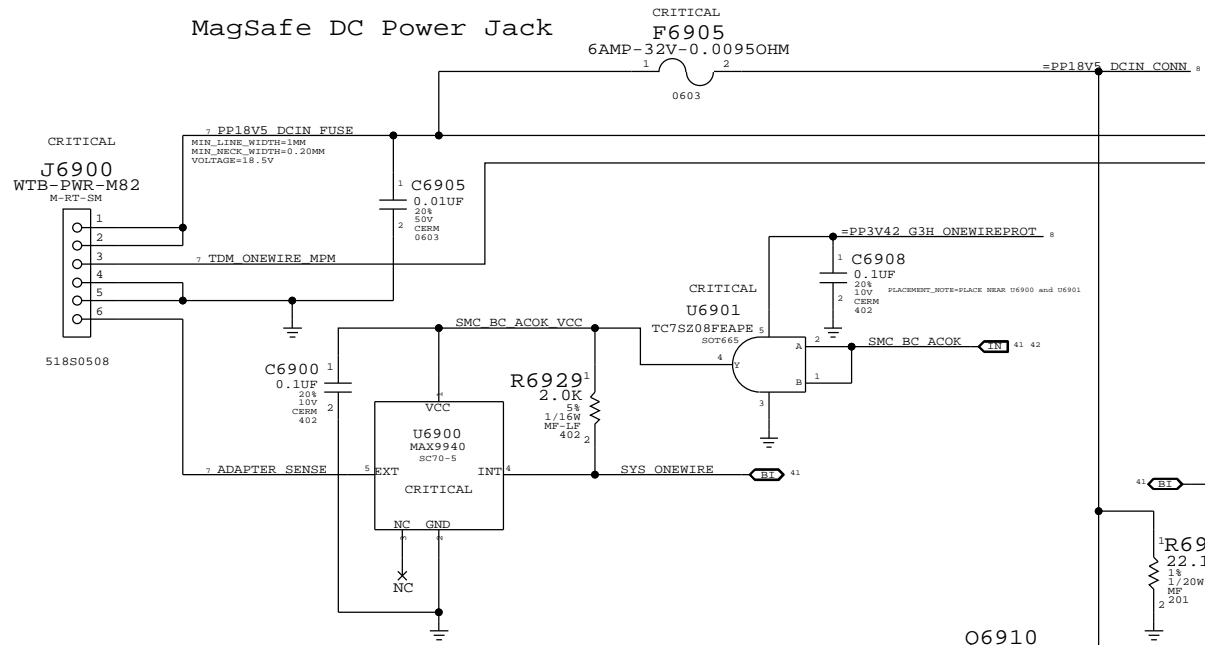 MagSafe DC Power Jack
CRITICAL
F6905
6AMP-32V-0.0095OHM
1 2
0603
=PP18V5_DCIN_CONN 8
7 PP18V5_DCIN_FUSE
MIN_LINE_WIDTH=1MM
MIN_NECK_WIDTH=0.20MM
VOLTAGE=18.5V
CRITICAL
J6900
WTB-PWR-M82
M-RT-SM
1
2
3
4
5
6
518S0508
1 C6905
0.01UF
20%
50V
2 CERM
0603
7 TDM_ONEWIRE_MPM
=PP3V42_G3H_ONEWIREPROT 8
1 C6908
0.1UF
20%
10V
2 CERM
402
PLACEMENT_NOTE=PLACE NEAR U6900 and U6901
CRITICAL
U6901
TC7SZ08FEAPE 5
SOT665
A 2
4 Y
B 1
3
SMC_BC_ACOK IN 41 42
SMC_BC_ACOK_VCC
C6900 1
0.1UF
20%
10V
CERM 2
402
R6929 1
2.0K
5%
1/16W
MF-LF
402 2
1
VCC
U6900
MAX9940
SC70-5
5 EXT INT 4
CRITICAL
NC GND
3 2
NC
7 ADAPTER_SENSE
SYS_ONEWIRE BI 41
41 BI
1 R69
22.1
1%
1/20W
MF
2 201
Q6910